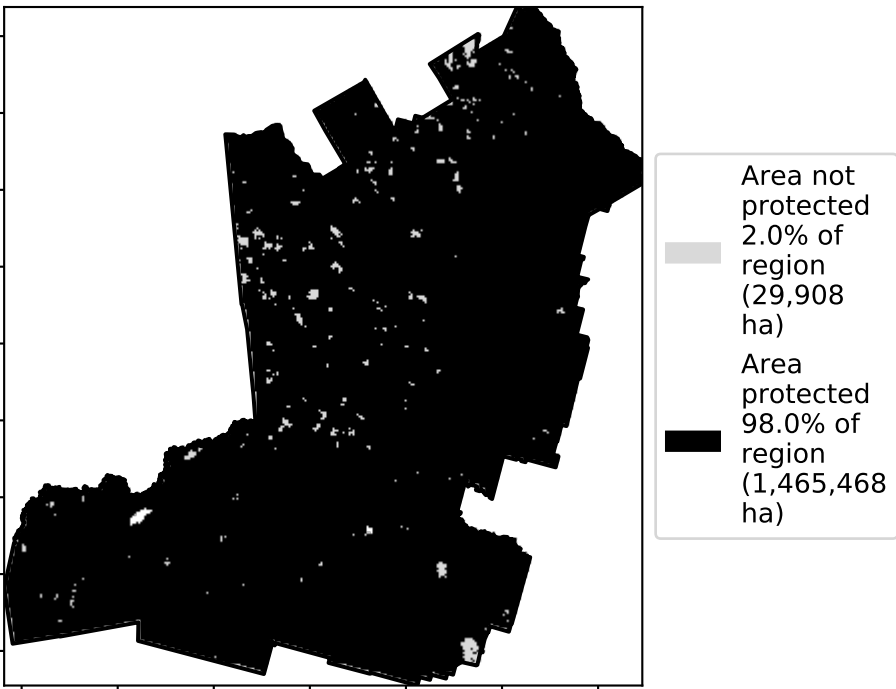 Area not
protected
2.0% of
region
(29,908
ha)
Area
protected
98.0% of
region
(1,465,468
ha)